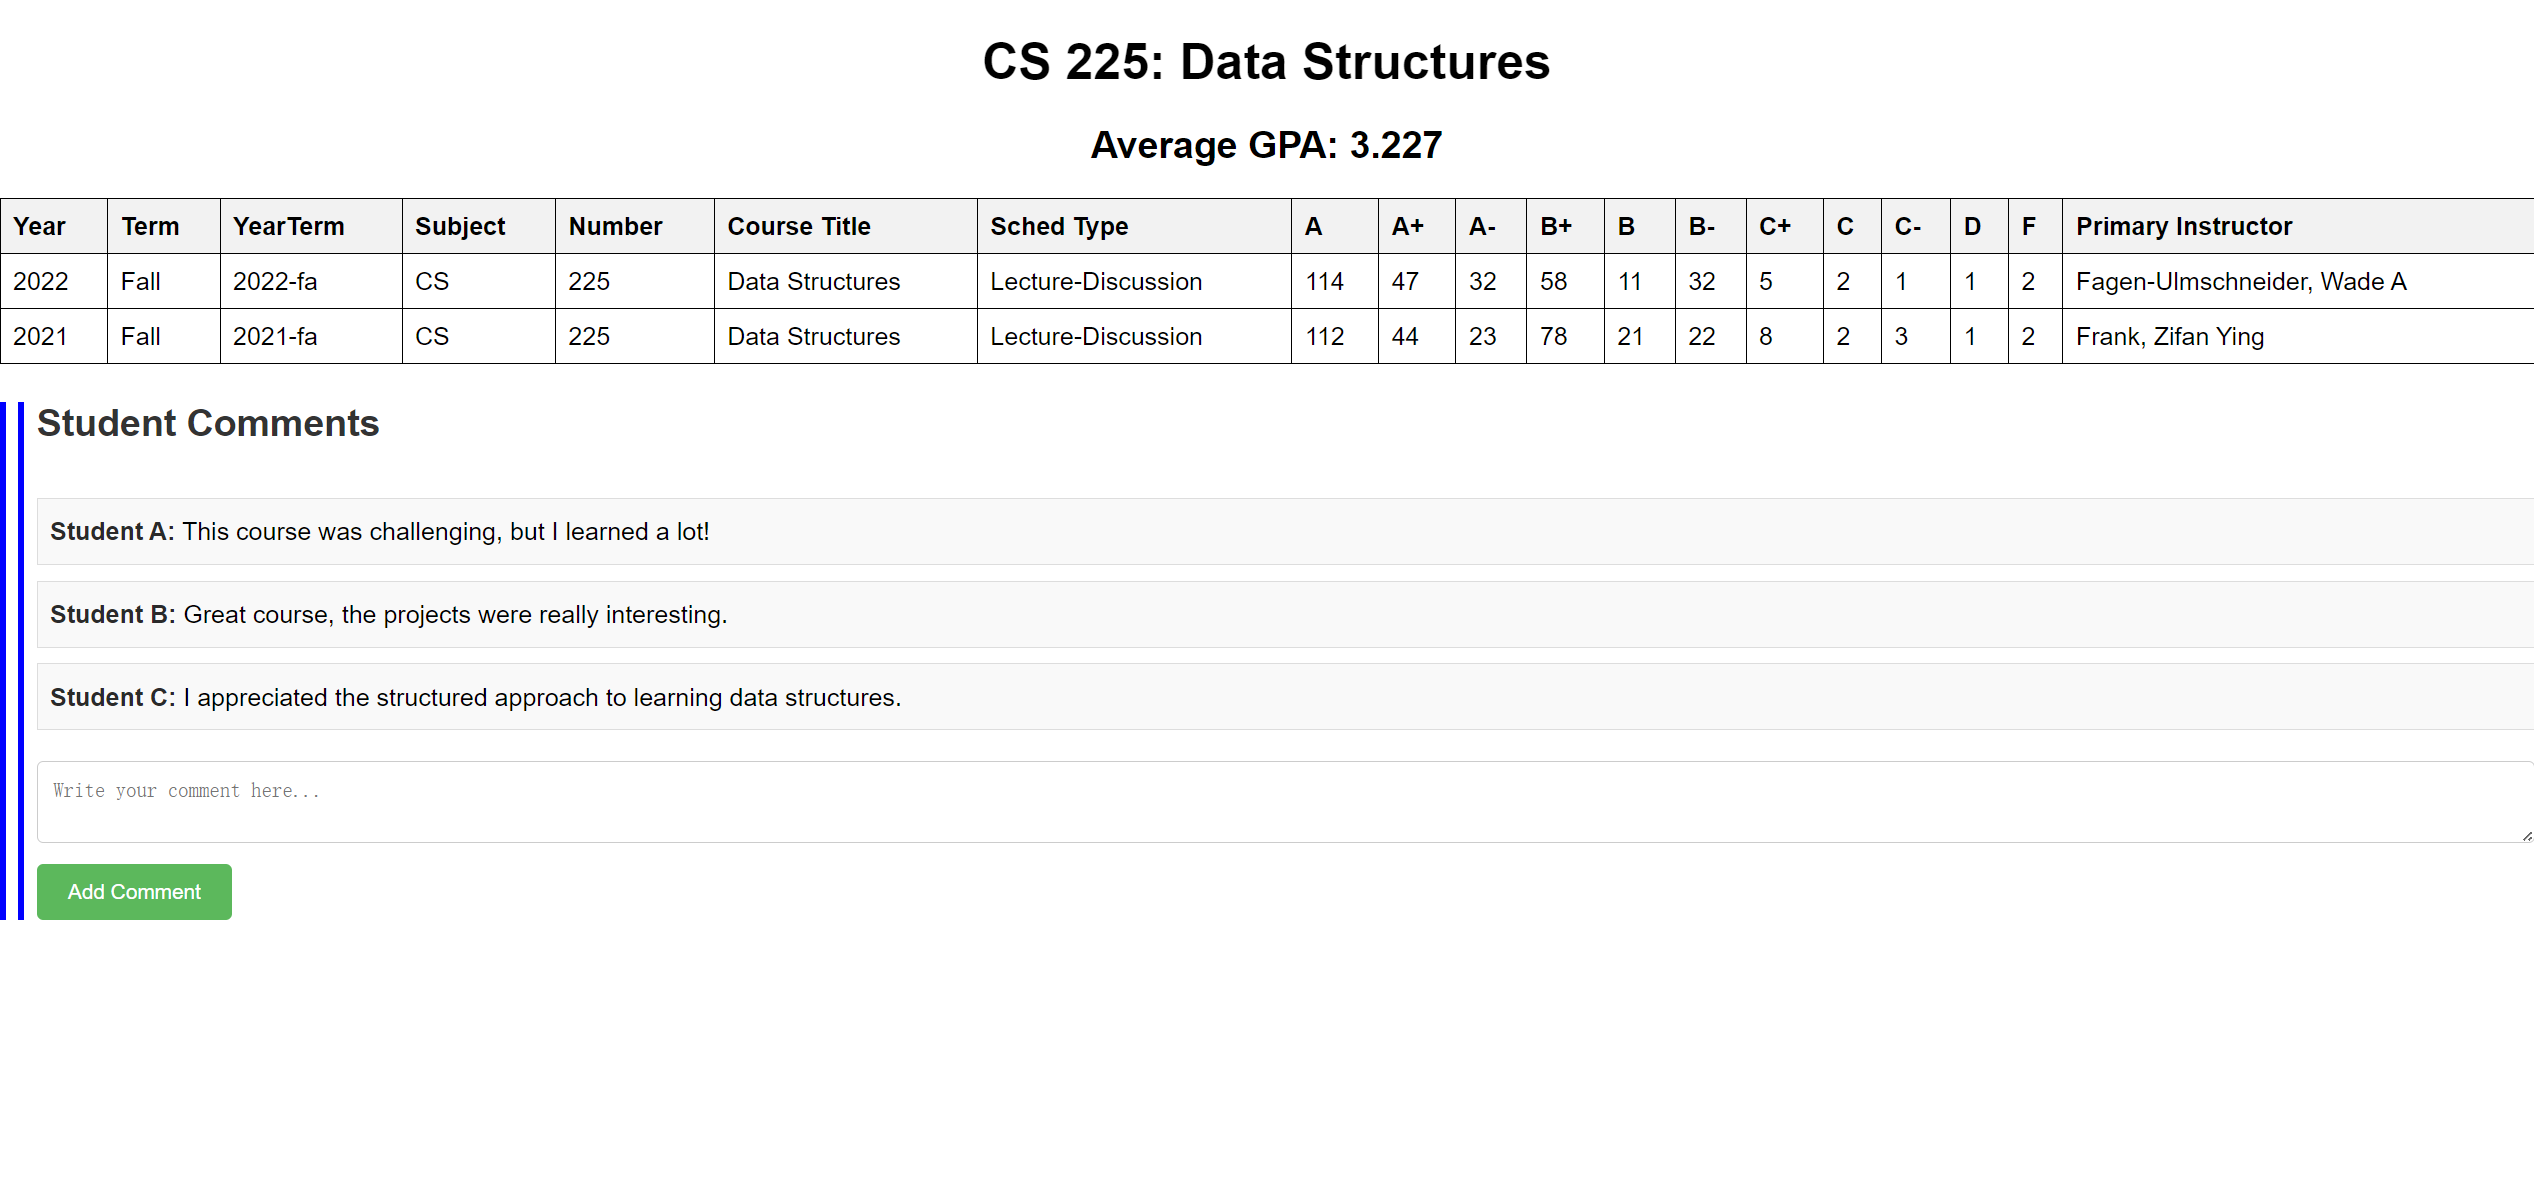 CS 225: Data Structures
Average GPA: 3.227
Year Term YearTerm Subject Number Course Title Sched Type A A+ A- B+ B B- C+ C C- D F Primary Instructor
2022 Fall 2022-fa CS 225 Data Structures Lecture-Discussion 114 47 32 58 11 32 5 2 1 1 2 Fagen-Ulmschneider, Wade A
2021 Fall 2021-fa CS 225 Data Structures Lecture-Discussion 112 44 23 78 21 22 8 2 3 1 2 Frank, Zifan Ying
Student Comments
Student A: This course was challenging, but I learned a lot!
Student B: Great course, the projects were really interesting.
Student C: I appreciated the structured approach to learning data structures.
Write your comment here...
Add Comment